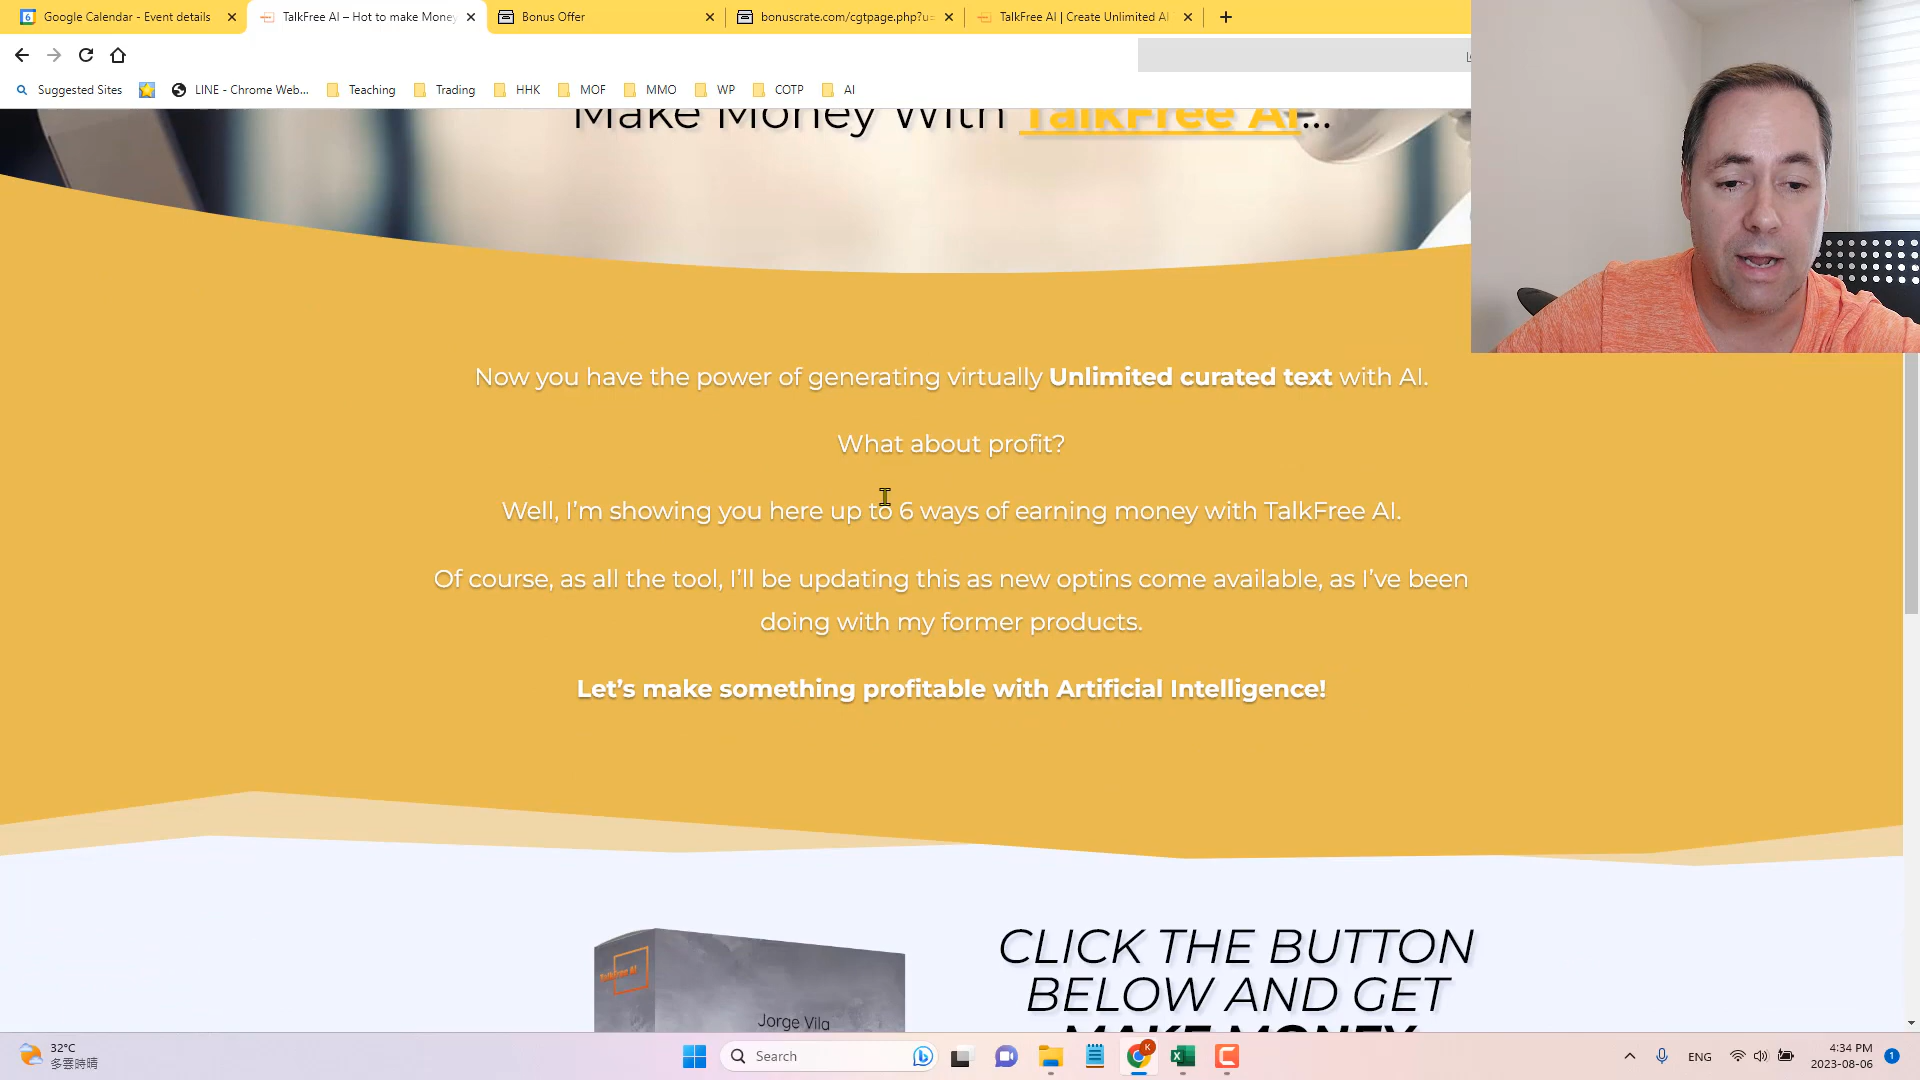 Google Calendar - Event details
TalkFree AI – Hot to make Money
Bonus Offer
bonuscrate.com/cgtpage.php?u=
TalkFree AI | Create Unlimited AI
Suggested Sites
LINE - Chrome Web...
Teaching
Trading
HHK
MOF
MMO
WP
COTP
AI
Make Money With TalkFree AI...
Now you have the power of generating virtually Unlimited curated text with AI.
What about profit?
Well, I'm showing you here up to 6 ways of earning money with TalkFree AI.
Of course, as all the tool, I'll be updating this as new optins come available, as I've been
doing with my former products.
Let's make something profitable with Artificial Intelligence!
TalkFree AI
Jorge Vila
CLICK THE BUTTON
BELOW AND GET
MAKE MONEY
32°C
多雲時晴
Search
K
ENG
4:34 PM
2023-08-06
1